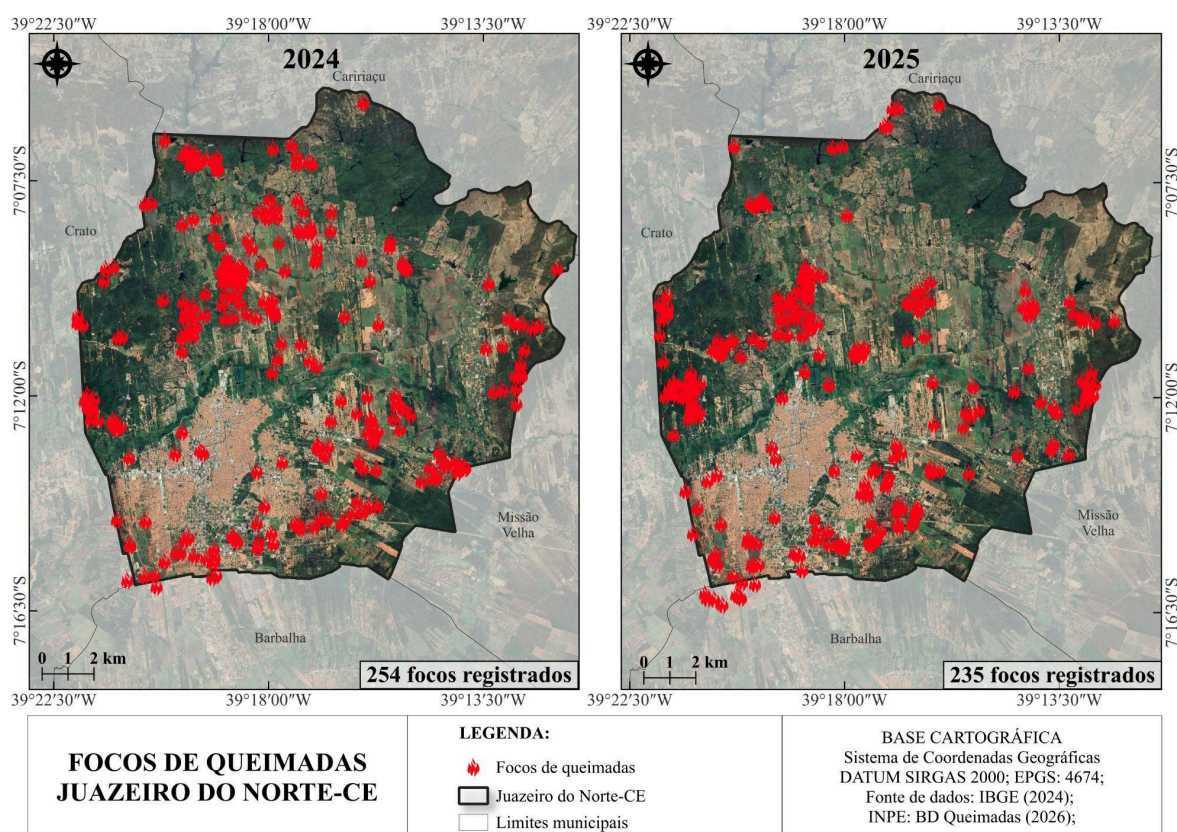 39°22'30"W 39°18'00"W 39°13'30"W 39°22'30"W 39°18'00"W 39°13'30"W
2024
2025
Caririaçu
Caririaçu
7°07'30"S
7°07'30"S
Crato
Crato
7°12'00"S
7°12'00"S
Missão
Velha
Missão
Velha
7°16'30"S
7°16'30"S
Barbalha
Barbalha
0 1 2 km
0 1 2 km
254 focos registrados
235 focos registrados
39°22'30"W 39°18'00"W 39°13'30"W 39°22'30"W 39°18'00"W 39°13'30"W
FOCOS DE QUEIMADAS
JUAZEIRO DO NORTE-CE
LEGENDA:
Focos de queimadas
Juazeiro do Norte-CE
Limites municipais
BASE CARTOGRÁFICA
Sistema de Coordenadas Geográficas
DATUM SIRGAS 2000; EPGS: 4674;
Fonte de dados: IBGE (2024);
INPE: BD Queimadas (2026);